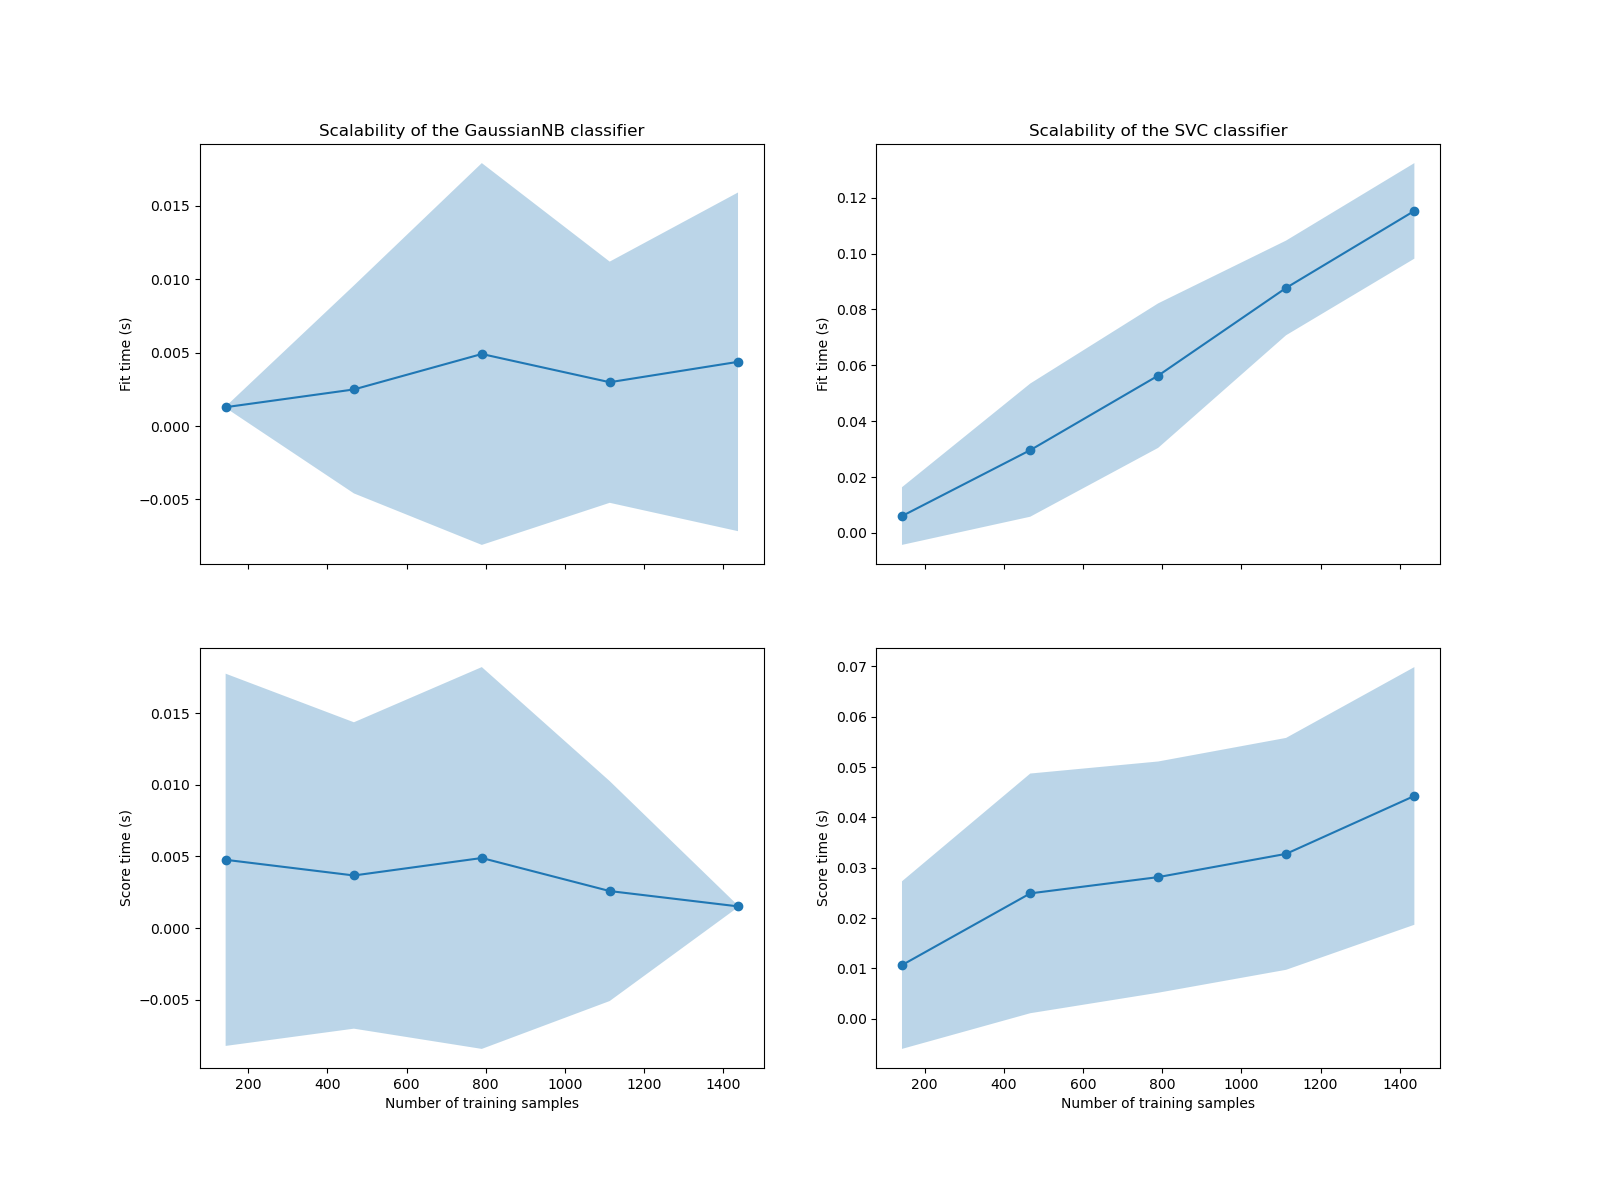 Scalability of the GaussianNB classifier
0.015
0.010
0.005
0.000
−0.005
Fit time (s)
Scalability of the SVC classifier
0.12
0.10
0.08
0.06
0.04
0.02
0.00
Fit time (s)
0.015
0.010
0.005
0.000
−0.005
Score time (s)
200 400 600 800 1000 1200 1400
Number of training samples
0.07
0.06
0.05
0.04
0.03
0.02
0.01
0.00
Score time (s)
200 400 600 800 1000 1200 1400
Number of training samples